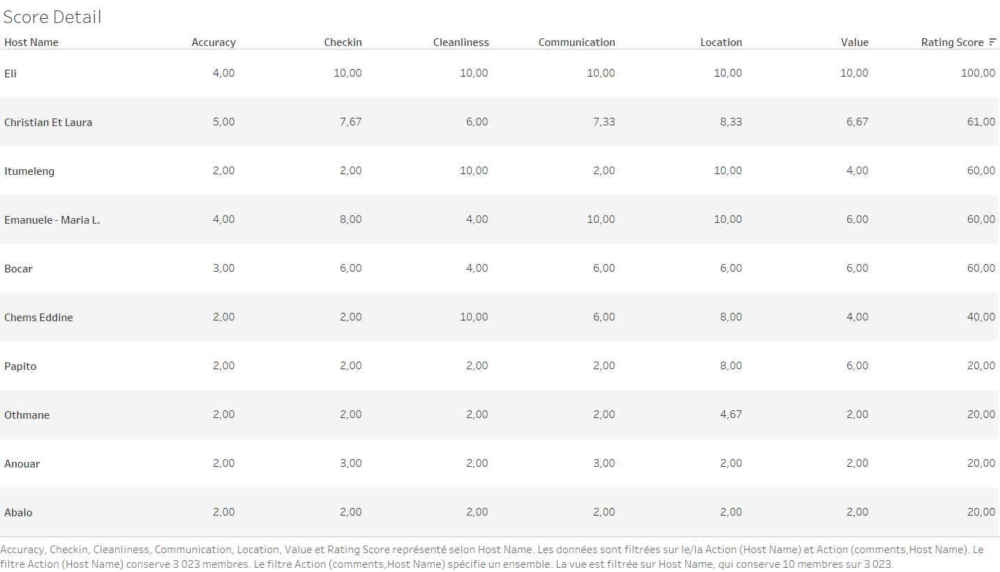 Score Detail
Host Name Accuracy Checkin Cleanliness Communication Location Value Rating Score
Eli 4,00 10,00 10,00 10,00 10,00 10,00 100,00
Christian Et Laura 5,00 7,67 6,00 7,33 8,33 6,67 61,00
Itumeleng 2,00 2,00 10,00 2,00 10,00 4,00 60,00
Emanuele - Maria L. 4,00 8,00 4,00 10,00 10,00 6,00 60,00
Bocar 3,00 6,00 4,00 6,00 6,00 6,00 60,00
Chems Eddine 2,00 2,00 10,00 6,00 8,00 4,00 40,00
Papito 2,00 2,00 2,00 2,00 8,00 6,00 20,00
Othmane 2,00 2,00 2,00 2,00 4,67 2,00 20,00
Anouar 2,00 3,00 2,00 3,00 2,00 2,00 20,00
Abalo 2,00 2,00 2,00 2,00 2,00 2,00 20,00
Accuracy, Checkin, Cleanliness, Communication, Location, Value et Rating Score représenté selon Host Name. Les données sont filtrées sur le/la Action (Host Name) et Action (comments,Host Name). Le
filtre Action (Host Name) conserve 3 023 membres. Le filtre Action (comments,Host Name) spécifie un ensemble. La vue est filtrée sur Host Name, qui conserve 10 membres sur 3 023.